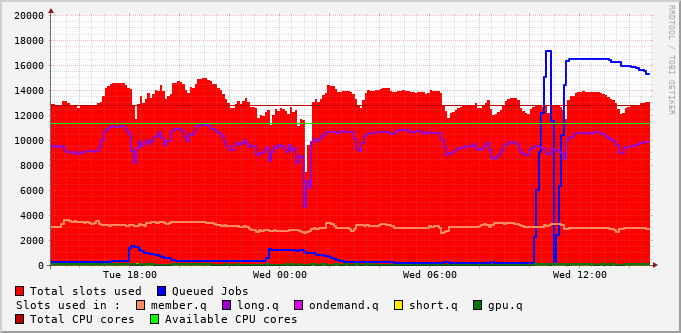 20000
18000
16000
14000
12000
10000
8000
6000
4000
2000
0
Tue 18:00 Wed 00:00 Wed 06:00 Wed 12:00
RRDTOOL / TOBI OETIKER
Total slots used Queued Jobs
Slots used in : member.q long.q ondemand.q short.q gpu.q
Total CPU cores Available CPU cores